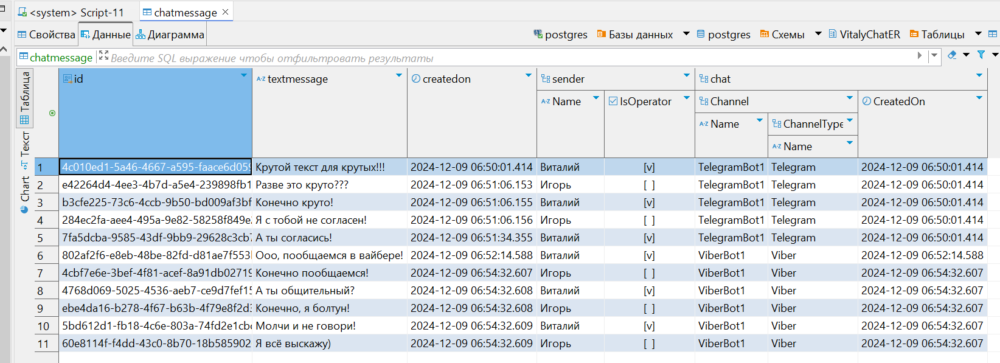 <system> Script-11 chatmessage
Свойства Данные Диаграмма postgres Базы данных postgres Схемы VitalyChatER Таблицы
chatmessage Введите SQL выражение чтобы отфильтровать результаты
Таблица
Текст
Chart
id A-Z textmessage createdon sender chat
A-Z Name IsOperator Channel CreatedOn
A-Z Name ChannelType
A-Z Name
1 4c010ed1-5a46-4667-a595-faace6d059 Крутой текст для крутых!!! 2024-12-09 06:50:01.414 Виталий [v] TelegramBot1 Telegram 2024-12-09 06:50:01.414
2 e42264d4-4ee3-4b7d-a5e4-239898fb1 Разве это круто??? 2024-12-09 06:51:06.153 Игорь [ ] TelegramBot1 Telegram 2024-12-09 06:50:01.414
3 b3cfe225-73c6-4ccb-9b50-bd009af3bf Конечно круто! 2024-12-09 06:51:06.155 Виталий [v] TelegramBot1 Telegram 2024-12-09 06:50:01.414
4 284ec2fa-aee4-495a-9e82-58258f849e Я с тобой не согласен! 2024-12-09 06:51:06.156 Игорь [ ] TelegramBot1 Telegram 2024-12-09 06:50:01.414
5 7fa5dcba-9585-43df-9bb9-29628c3cb7 А ты согласись! 2024-12-09 06:51:34.355 Виталий [v] TelegramBot1 Telegram 2024-12-09 06:50:01.414
6 802af2f6-e8eb-48be-82fd-d81ae7f553 Ооо, пообщаемся в вайбере! 2024-12-09 06:52:14.588 Виталий [v] ViberBot1 Viber 2024-12-09 06:52:14.588
7 4cbf7e6e-3bef-4f81-acef-8a91db02719 Конечно пообщаемся! 2024-12-09 06:54:32.607 Игорь [ ] ViberBot1 Viber 2024-12-09 06:54:32.607
8 4768d069-5025-4536-aeb7-ce9d7fef15 А ты общительный? 2024-12-09 06:54:32.608 Виталий [v] ViberBot1 Viber 2024-12-09 06:54:32.607
9 ebe4da16-b278-4f67-b63b-4f79e8f2d3 Конечно, я болтун! 2024-12-09 06:54:32.608 Игорь [ ] ViberBot1 Viber 2024-12-09 06:54:32.607
10 5bd612d1-fb18-4c6e-803a-74fd2e1cb Молчи и не говори! 2024-12-09 06:54:32.609 Виталий [v] ViberBot1 Viber 2024-12-09 06:54:32.607
11 60e8114f-f4dd-43c0-8b70-18b585902 Я всё выскажу) 2024-12-09 06:54:32.609 Игорь [ ] ViberBot1 Viber 2024-12-09 06:54:32.607